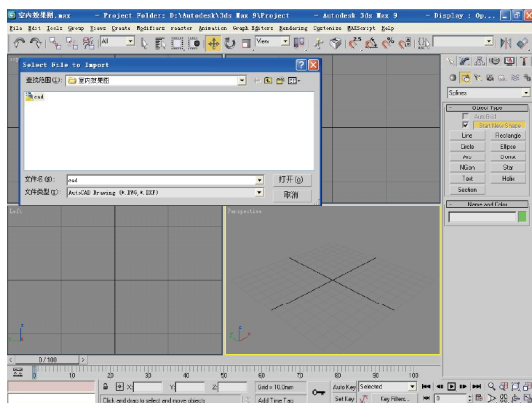 室内效果图.max - Project Folder: D:\Autodesk\3ds Max 9\Project - Autodesk 3ds Max 9 - Display : Op...
File Edit Tools Group Views Create Modifiers reactor Animation Graph Editors Rendering Customize MAXScript Help
All
View
Select File to Import
查找范围(I): 室内效果图
cad
文件名(N): cad
打开(O)
文件类型(T): AutoCAD Drawing (*.DWG,*.DXF)
取消
Splines
Object Type
AutoGrid
Start New Shape
Line Rectangle
Circle Ellipse
Arc Donut
NGon Star
Text Helix
Section
Name and Color
Left
Perspective
0 / 100
0 10 20 30 40 50 60 70 80 90 100
X: Y: Z: Grid = 10.0mm
Auto Key Selected
Click and drag to select and move objects
Add Time Tag
Set Key Key Filters...
0